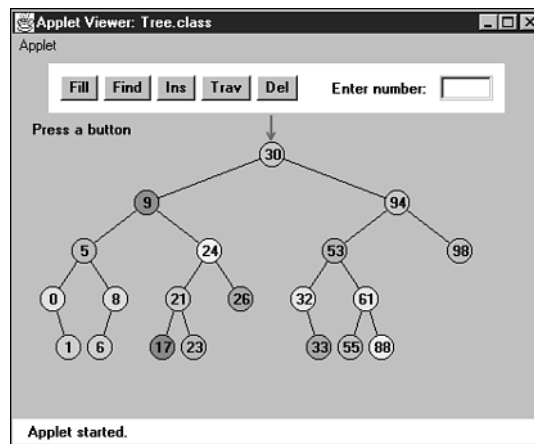 Applet Viewer: Tree.class
Applet
Fill Find Ins Trav Del Enter number:
Press a button
30
9 94
5 24 53 98
0 8 21 26 32 61
1 6 17 23 33 55 88
Applet started.